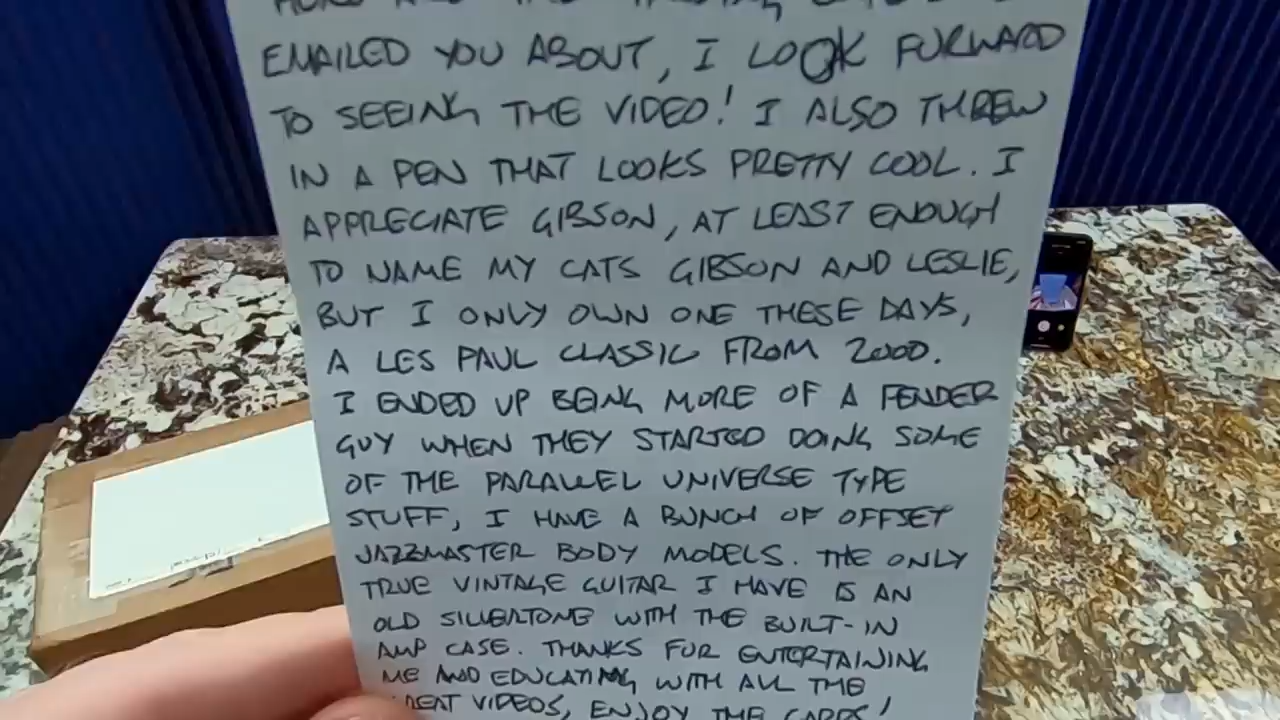 EMAILED YOU ABOUT, I LOOK FORWARD
TO SEEING THE VIDEO! I ALSO THREW
IN A PEN THAT LOOKS PRETTY COOL. I
APPRECIATE GIBSON, AT LEAST ENOUGH
TO NAME MY CATS GIBSON AND LESLIE,
BUT I ONLY OWN ONE THESE DAYS,
A LES PAUL CLASSIC FROM 2000.
I ENDED UP BEING MORE OF A FENDER
GUY WHEN THEY STARTED DOING SOME
OF THE PARALLEL UNIVERSE TYPE
STUFF, I HAVE A BUNCH OF OFFSET
JAZZMASTER BODY MODELS. THE ONLY
TRUE VINTAGE GUITAR I HAVE IS AN
OLD SILVERTONE WITH THE BUILT-IN
AMP CASE. THANKS FOR ENTERTAINING
ME AND EDUCATING WITH ALL THE
VIDEOS, ENJOY THE CARDS!